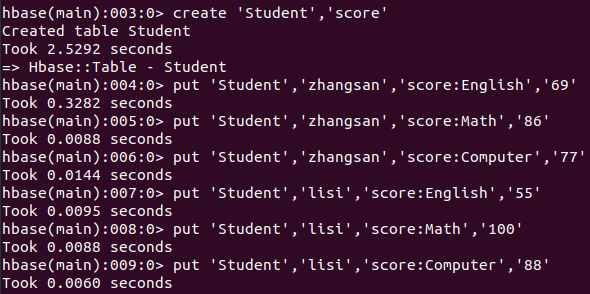 hbase(main):003:0> create 'Student','score'
Created table Student
Took 2.5292 seconds
=> Hbase::Table - Student
hbase(main):004:0> put 'Student','zhangsan','score:English','69'
Took 0.3282 seconds
hbase(main):005:0> put 'Student','zhangsan','score:Math','86'
Took 0.0088 seconds
hbase(main):006:0> put 'Student','zhangsan','score:Computer','77'
Took 0.0144 seconds
hbase(main):007:0> put 'Student','lisi','score:English','55'
Took 0.0095 seconds
hbase(main):008:0> put 'Student','lisi','score:Math','100'
Took 0.0088 seconds
hbase(main):009:0> put 'Student','lisi','score:Computer','88'
Took 0.0060 seconds